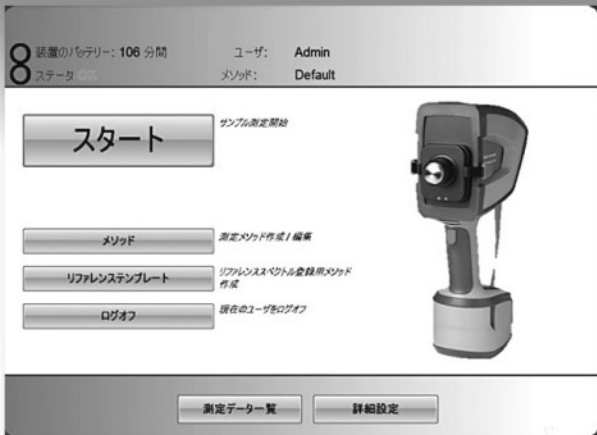 装置のバッテリー: 106 分間
ステータ OK
ユーザ: Admin
メソッド: Default
スタート
サンプル測定開始
メソッド
測定メソッド作成 / 編集
リファレンステンプレート
リファレンススペクトル登録用メソッド
作成
ログオフ
現在のユーザをログオフ
測定データ一覧
詳細設定